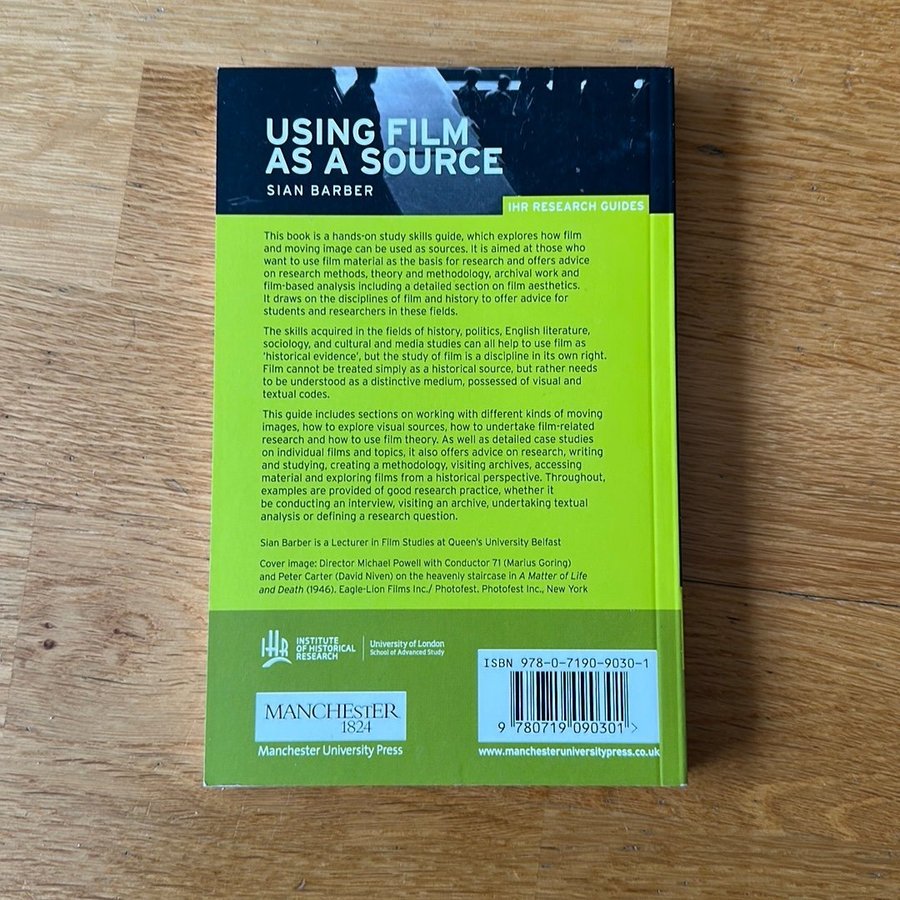 USING FILM
AS A SOURCE
SIAN BARBER
IHR RESEARCH GUIDES
This book is a hands-on study skills guide, which explores how film
and moving image can be used as sources. It is aimed at those who
want to use film material as the basis for research and offers advice
on research methods, theory and methodology, archival work and
film-based analysis including a detailed section on film aesthetics.
It draws on the disciplines of film and history to offer advice for
students and researchers in these fields.
The skills acquired in the fields of history, politics, English literature,
sociology, and cultural and media studies can all help to use film as
'historical evidence', but the study of film is a discipline in its own right.
Film cannot be treated simply as a historical source, but rather needs
to be understood as a distinctive medium, possessed of visual and
textual codes.
This guide includes sections on working with different kinds of moving
images, how to explore visual sources, how to undertake film-related
research and how to use film theory. As well as detailed case studies
on individual films and topics, it also offers advice on research, writing
and studying, creating a methodology, visiting archives, accessing
material and exploring films from a historical perspective. Throughout,
examples are provided of good research practice, whether it
be conducting an interview, visiting an archive, undertaking textual
analysis or defining a research question.
Sian Barber is a Lecturer in Film Studies at Queen's University Belfast
Cover image: Director Michael Powell with Conductor 71 (Marius Goring)
and Peter Carter (David Niven) on the heavenly staircase in A Matter of Life
and Death (1946). Eagle-Lion Films Inc./ Photofest. Photofest Inc., New York
IHR
INSTITUTE
OF HISTORICAL
RESEARCH
University of London
School of Advanced Study
MANCHESTER
1824
Manchester University Press
ISBN 978-0-7190-9030-1
9 780719 090301 >
www.manchesteruniversitypress.co.uk